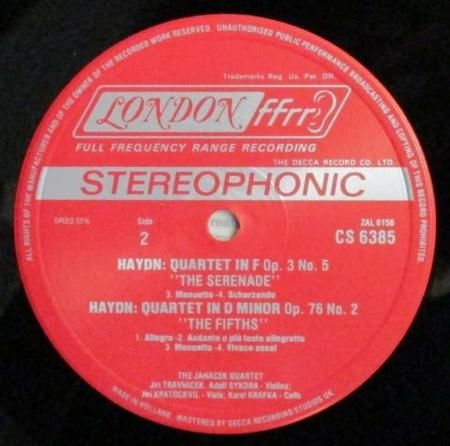 ALL RIGHTS OF THE MANUFACTURER AND OF THE OWNER OF THE RECORDED WORK RESERVED. UNAUTHORISED PUBLIC PERFORMANCE BROADCASTING AND COPYING OF THIS RECORD PROHIBITED.
Trademarks Reg. Us. Pat. Off.
LONDON ffrr
FULL FREQUENCY RANGE RECORDING
THE DECCA RECORD CO. LTD.
STEREOPHONIC
SPEED 33⅓
Side
2
ZAL 6156
CS 6385
HAYDN: QUARTET IN F Op. 3 No. 5
"THE SERENADE"
3. Menuetto -4. Scherzando
HAYDN: QUARTET IN D MINOR Op. 76 No. 2
"THE FIFTHS"
1. Allegro -2. Andante o più tosto allegretto
3. Menuetto -4. Vivace assai
THE JANACEK QUARTET
Jiri TRAVNICEK, Adolf SYKORA - Violins;
Jiri KRATOCKVIL - Viola; Karel KRAFKA - Cello
MADE IN HOLLAND. MASTERED BY DECCA RECORDING STUDIOS UK